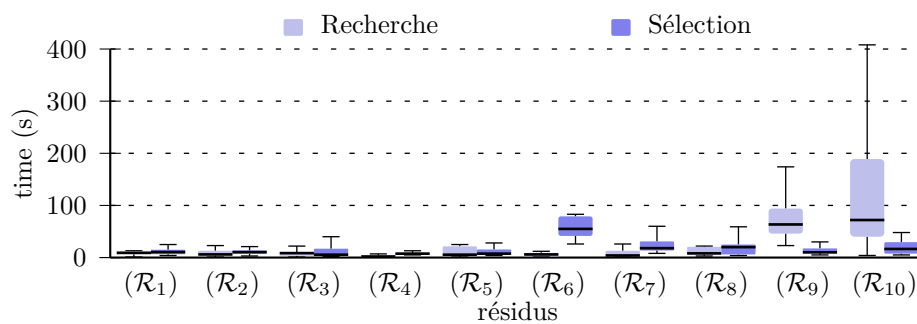 Recherche Sélection
400
300
200
100
0
time (s)
(ℛ₁) (ℛ₂) (ℛ₃) (ℛ₄) (ℛ₅) (ℛ₆) (ℛ₇) (ℛ₈) (ℛ₉) (ℛ₁₀)
résidus